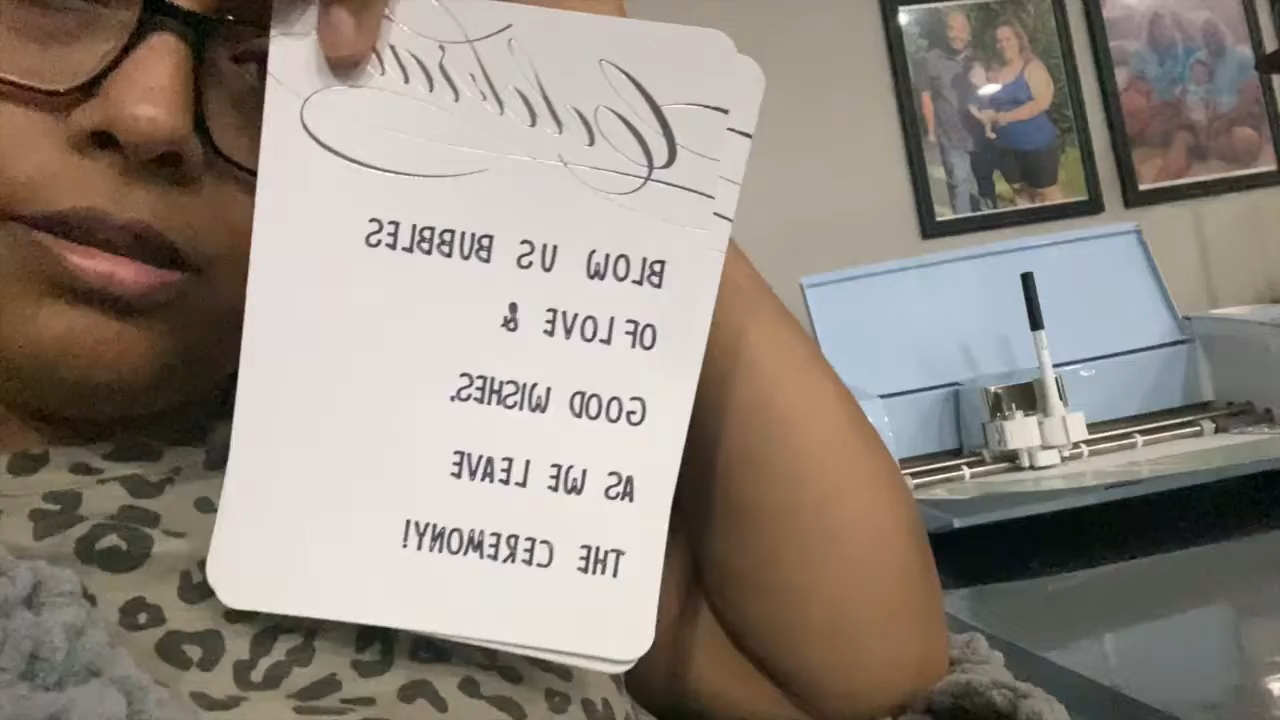 BLOW US BUBBLES
OF LOVE &
GOOD WISHES,
AS WE LEAVE
THE CEREMONY!